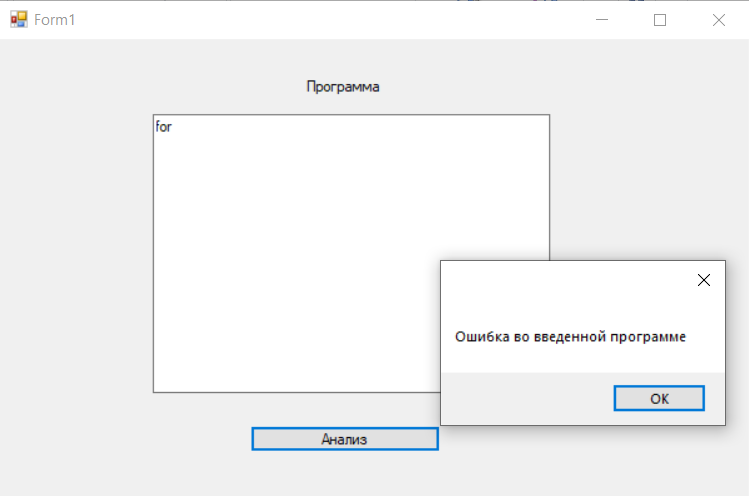 Form1
Программа
for
Ошибка во введенной программе
OK
Анализ